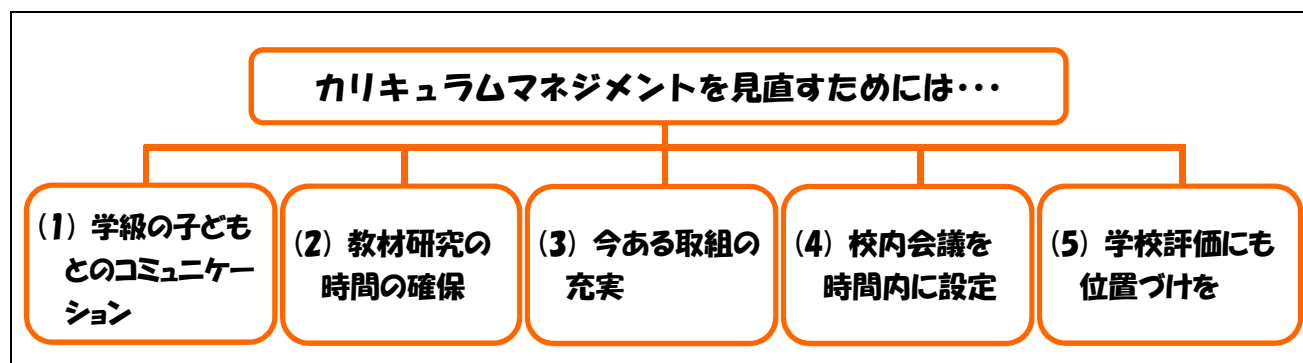 カリキュラムマネジメントを見直すためには・・・
(1) 学級の子ども
とのコミュニケー
ション
(2) 教材研究の
時間の確保
(3) 今ある取組の
充実
(4) 校内会議を
時間内に設定
(5) 学校評価にも
位置づけを